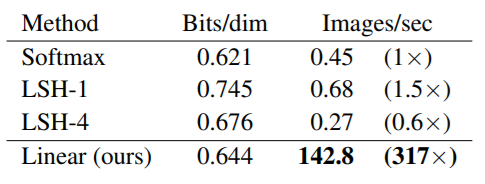 Method Bits/dim Images/sec
Softmax 0.621 0.45 (1×)
LSH-1 0.745 0.68 (1.5×)
LSH-4 0.676 0.27 (0.6×)
Linear (ours) 0.644 142.8 (317×)